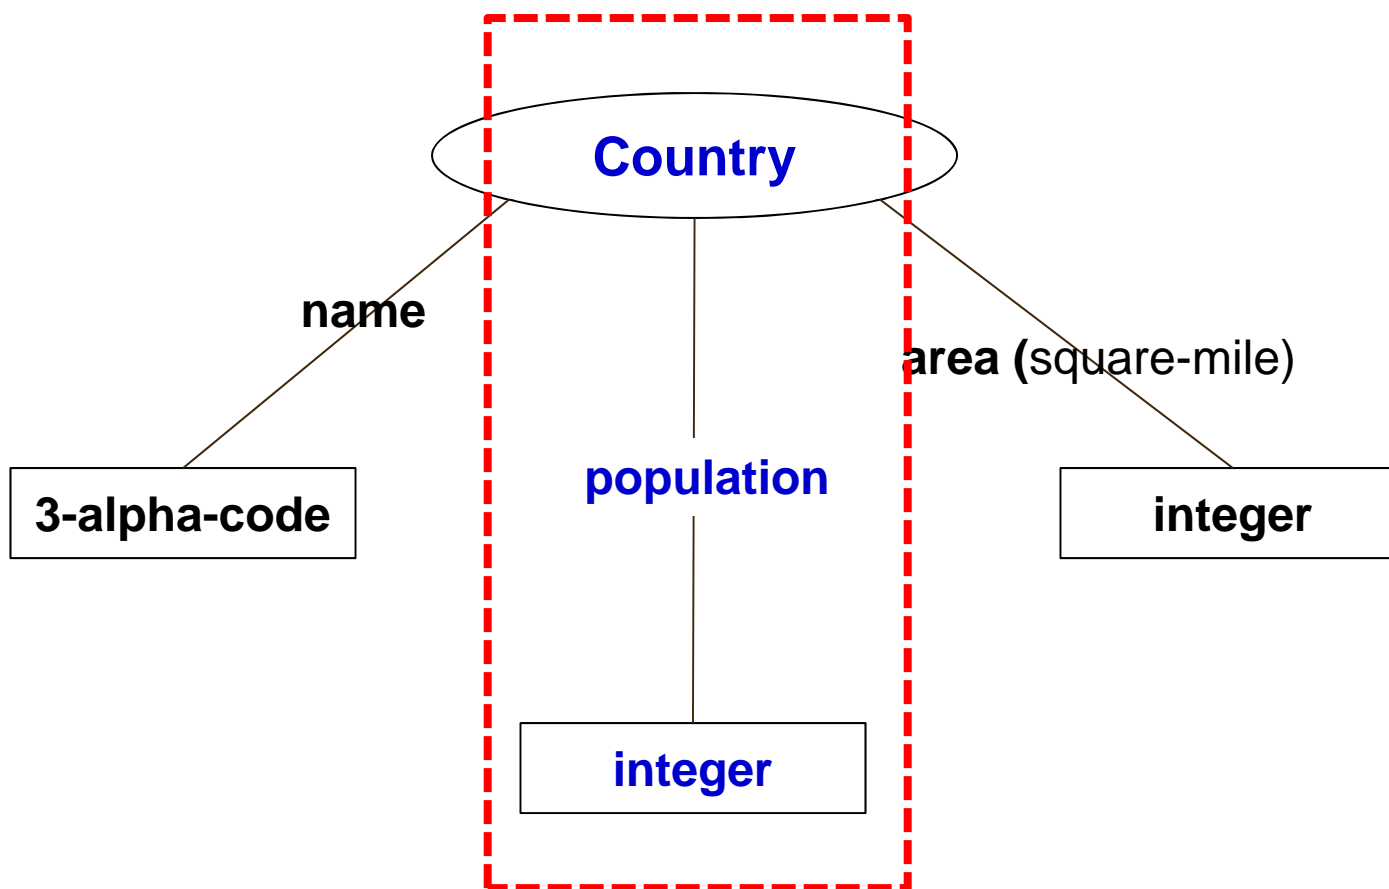 Country
name
area (square-mile)
population
3-alpha-code
integer
integer